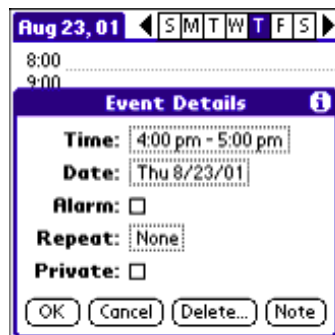 Aug 23, 01 S M T W T F S
8:00
9:00
Event Details i
Time: 4:00 pm - 5:00 pm
Date: Thu 8/23/01
Alarm:
Repeat: None
Private:
OK Cancel Delete... Note